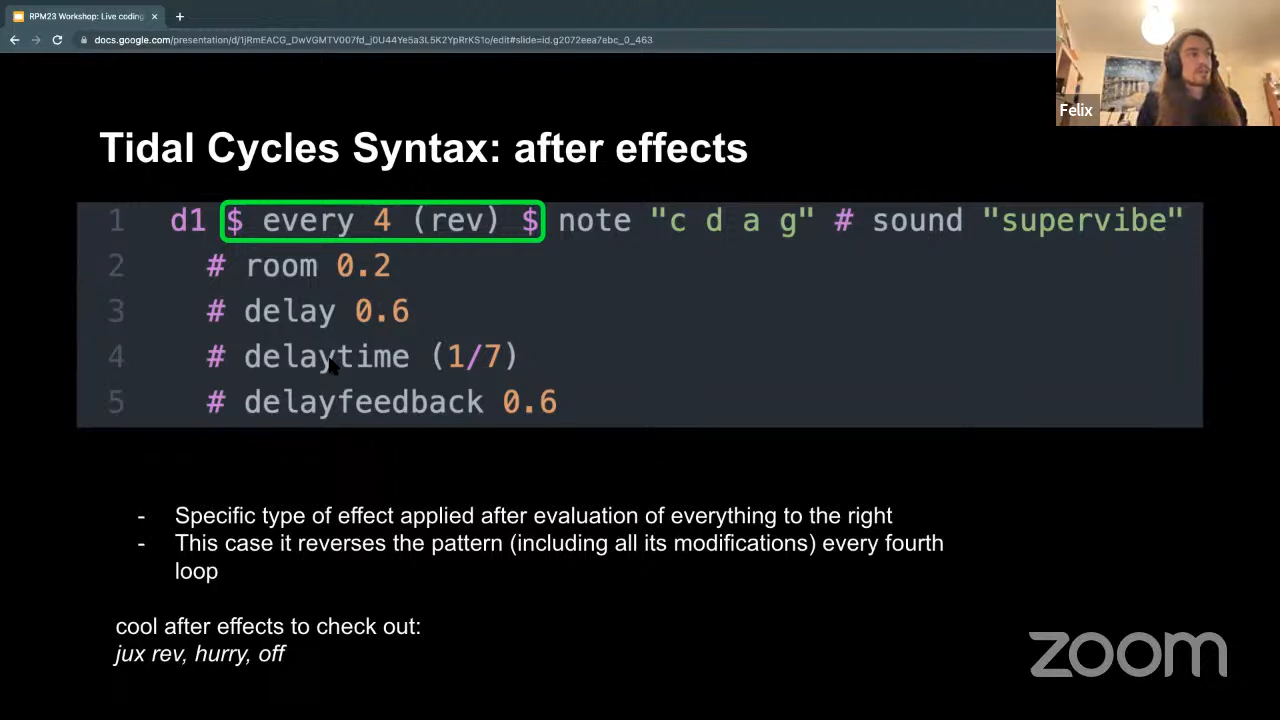 RPM23 Workshop: Live coding
docs.google.com/presentation/d/1jRmEACG_DwVGMTV007fd_j0U44Ye5a3L5K2YpRrKS1o/edit#slide=id.g2072eea7ebc_0_463
Felix
Tidal Cycles Syntax: after effects
1 d1 $ every 4 (rev) $ note "c d a g" # sound "supervibe"
2 # room 0.2
3 # delay 0.6
4 # delaytime (1/7)
5 # delayfeedback 0.6
- Specific type of effect applied after evaluation of everything to the right
- This case it reverses the pattern (including all its modifications) every fourth
loop
cool after effects to check out:
jux rev, hurry, off
zoom